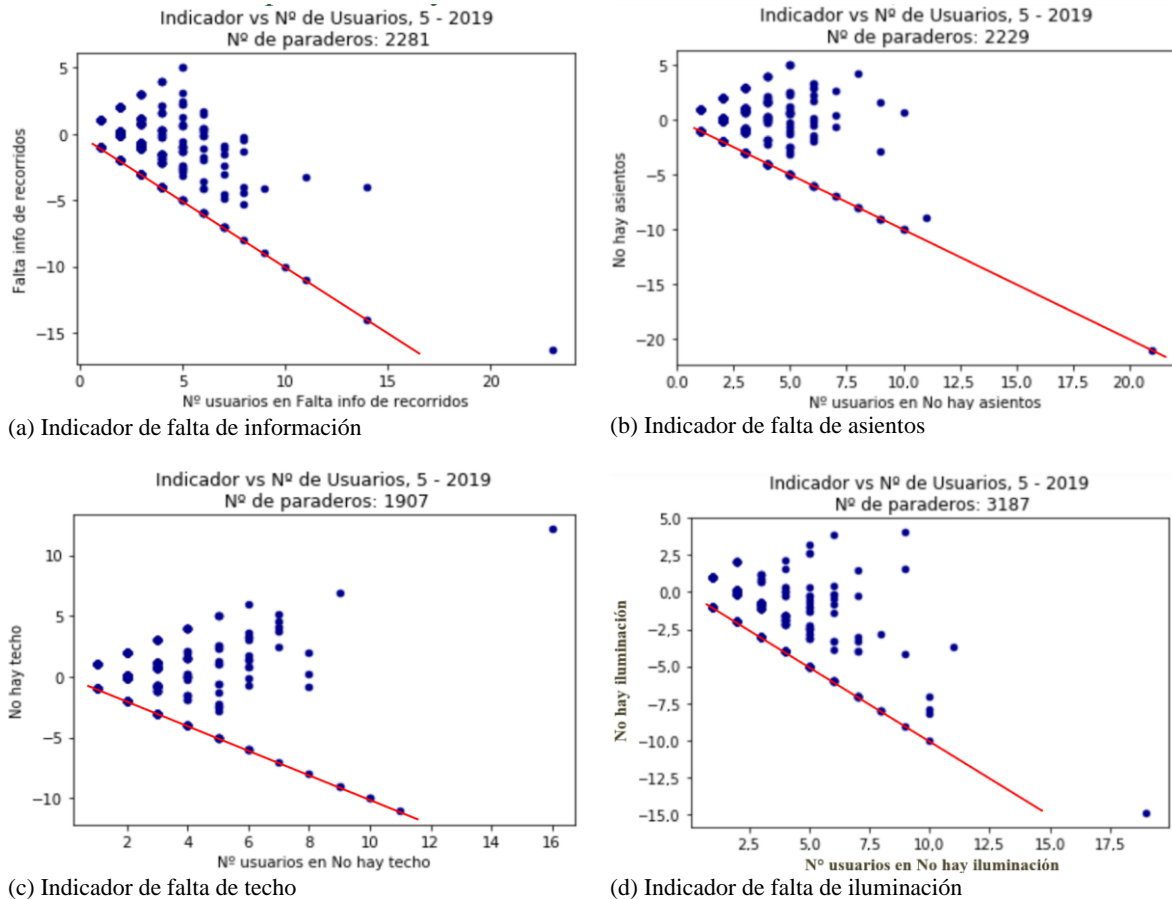 Indicador vs Nº de Usuarios, 5 - 2019
Nº de paraderos: 2281
5
0
−5
−10
−15
Falta info de recorridos
0 5 10 15 20
Nº usuarios en Falta info de recorridos
(a) Indicador de falta de información
Indicador vs Nº de Usuarios, 5 - 2019
Nº de paraderos: 2229
5
0
−5
−10
−15
−20
No hay asientos
0.0 2.5 5.0 7.5 10.0 12.5 15.0 17.5 20.0
Nº usuarios en No hay asientos
(b) Indicador de falta de asientos
Indicador vs Nº de Usuarios, 5 - 2019
Nº de paraderos: 1907
10
5
0
−5
−10
No hay techo
2 4 6 8 10 12 14 16
Nº usuarios en No hay techo
(c) Indicador de falta de techo
Indicador vs Nº de Usuarios, 5 - 2019
Nº de paraderos: 3187
5.0
2.5
0.0
−2.5
−5.0
−7.5
−10.0
−12.5
−15.0
No hay iluminación
2.5 5.0 7.5 10.0 12.5 15.0 17.5
N° usuarios en No hay iluminación
(d) Indicador de falta de iluminación